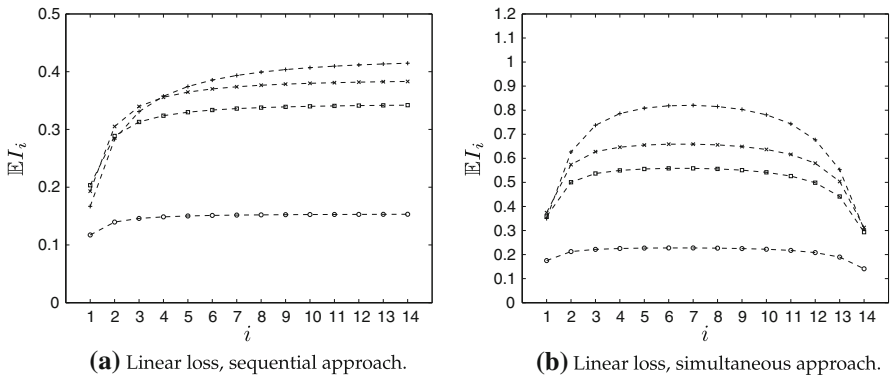 0.5
0.4
0.3
0.2
0.1
0
𝔼I_i
1 2 3 4 5 6 7 8 9 10 11 12 13 14
i
(a) Linear loss, sequential approach.
1.2
1.1
1
0.9
0.8
0.7
0.6
0.5
0.4
0.3
0.2
0.1
0
𝔼I_i
1 2 3 4 5 6 7 8 9 10 11 12 13 14
i
(b) Linear loss, simultaneous approach.